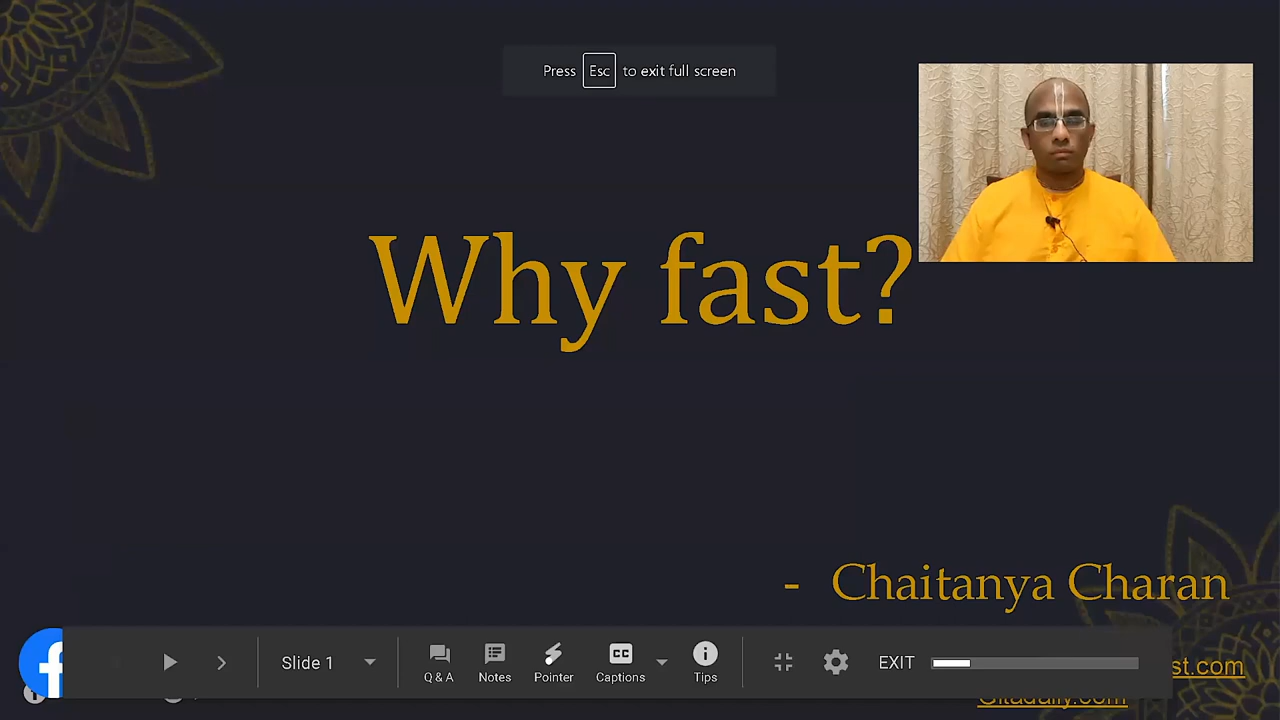 Press Esc to exit full screen
Why fast?
- Chaitanya Charan
Slide 1
Q & A
Notes
Pointer
CC
Captions
Tips
EXIT
st.com
Gitadaily.com